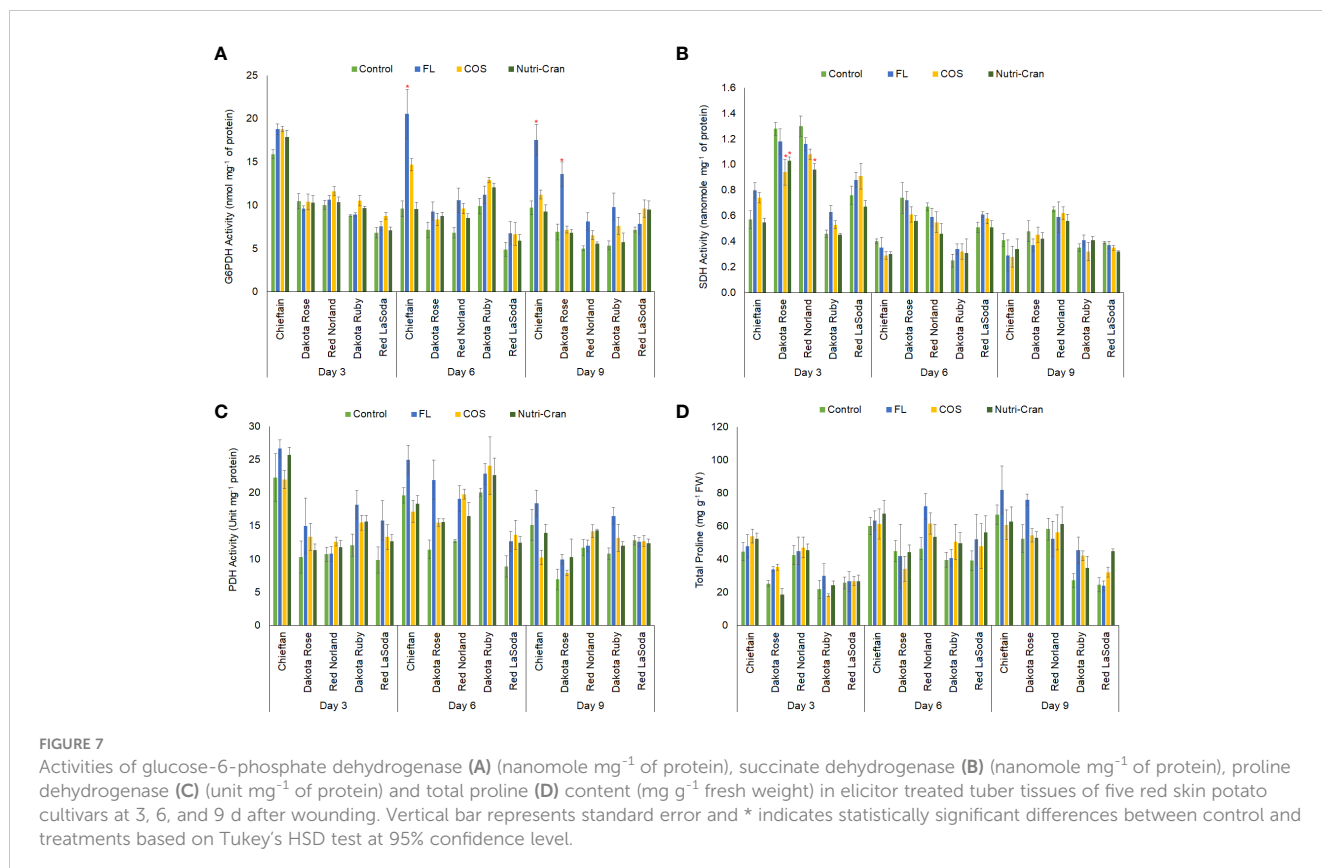 A
Control FL COS Nutri-Cran
G6PDH Activity (nmol mg⁻¹ of protein)
25
20
15
10
5
0
Chieftain Dakota Rose Red Norland Dakota Ruby Red LaSoda Chieftain Dakota Rose Red Norland Dakota Ruby Red LaSoda Chieftain Dakota Rose Red Norland Dakota Ruby Red LaSoda
Day 3 Day 6 Day 9
* * *
B
Control FL COS Nutri-Cran
SDH Activity (nanomole mg⁻¹ of protein)
1.6
1.4
1.2
1.0
0.8
0.6
0.4
0.2
0.0
Chieftain Dakota Rose Red Norland Dakota Ruby Red LaSoda Chieftain Dakota Rose Red Norland Dakota Ruby Red LaSoda Chieftain Dakota Rose Red Norland Dakota Ruby Red LaSoda
Day 3 Day 6 Day 9
* * *
C
Control FL COS Nutri-Cran
PDH Activity (Unit mg⁻¹ protein)
30
25
20
15
10
5
0
Chieftan Dakota Rose Red Norland Dakota Ruby Red LaSoda Chieftain Dakota Rose Red Norland Dakota Ruby Red LaSoda Chieftain Dakota Rose Red Norland Dakota Ruby Red LaSoda
Day 3 Day 6 Day 9
D
Control FL COS Nutri-Cran
Total Proline (mg g⁻¹ FW)
120
100
80
60
40
20
0
Chieftain Dakota Rose Red Norland Dakota Ruby Red LaSoda Chieftain Dakota Rose Red Norland Dakota Ruby Red LaSoda Chieftain Dakota Rose Red Norland Dakota Ruby Red LaSoda
Day 3 Day 6 Day 9
FIGURE 7
Activities of glucose-6-phosphate dehydrogenase (A) (nanomole mg⁻¹ of protein), succinate dehydrogenase (B) (nanomole mg⁻¹ of protein), proline
dehydrogenase (C) (unit mg⁻¹ of protein) and total proline (D) content (mg g⁻¹ fresh weight) in elicitor treated tuber tissues of five red skin potato
cultivars at 3, 6, and 9 d after wounding. Vertical bar represents standard error and * indicates statistically significant differences between control and
treatments based on Tukey's HSD test at 95% confidence level.